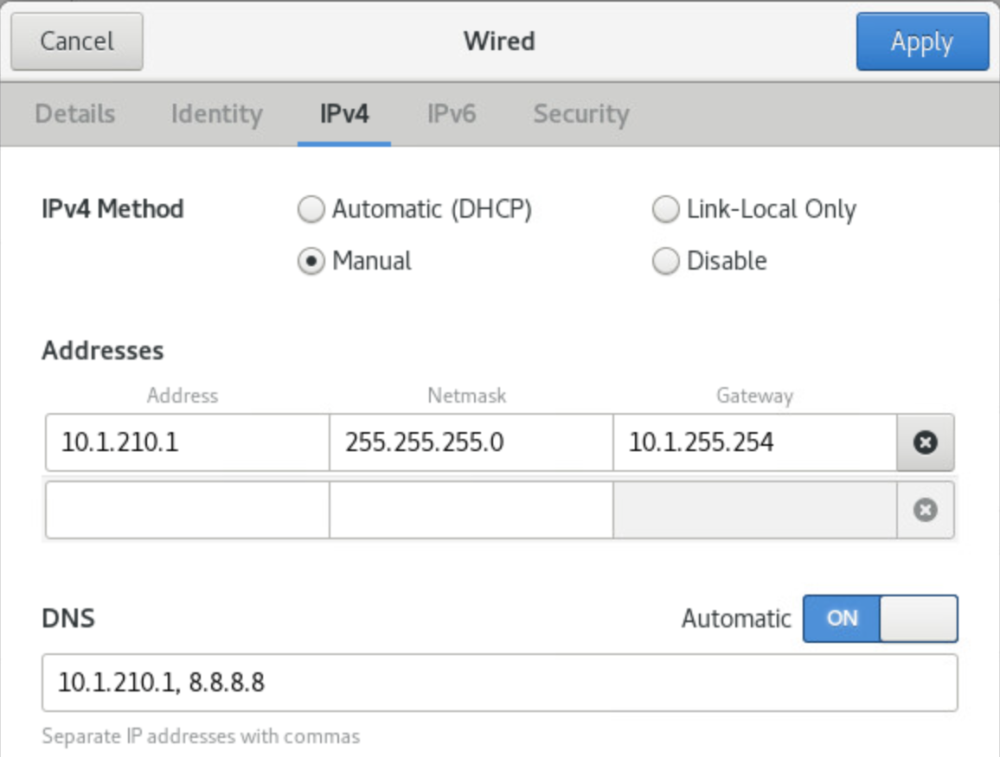 Cancel Wired Apply
Details Identity IPv4 IPv6 Security
IPv4 Method Automatic (DHCP) Link-Local Only
Manual Disable
Addresses
Address Netmask Gateway
10.1.210.1 255.255.255.0 10.1.255.254
DNS Automatic ON
10.1.210.1, 8.8.8.8
Separate IP addresses with commas